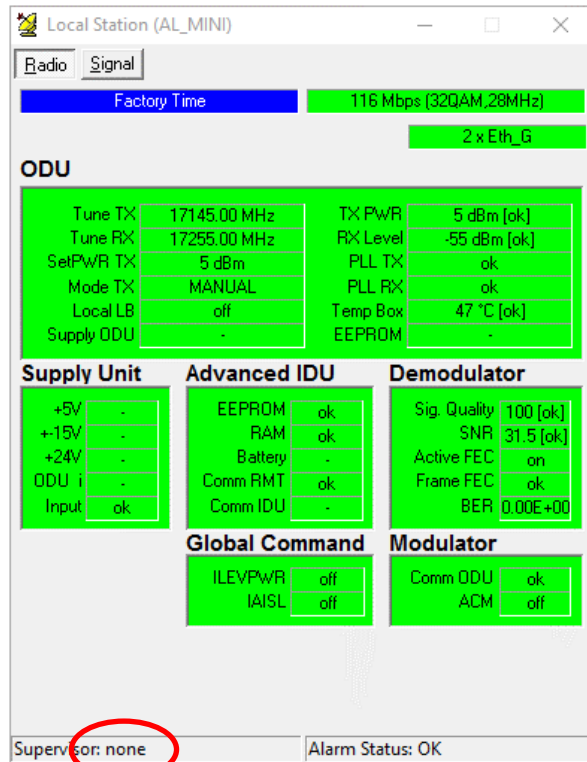 Local Station (AL_MINI)
Radio Signal
Factory Time 116 Mbps (32QAM,28MHz)
2 x Eth_G
ODU
Tune TX 17145.00 MHz TX PWR 5 dBm [ok]
Tune RX 17255.00 MHz RX Level -55 dBm [ok]
SetPWR TX 5 dBm PLL TX ok
Mode TX MANUAL PLL RX ok
Local LB off Temp Box 47 °C [ok]
Supply ODU - EEPROM -
Supply Unit Advanced IDU Demodulator
+5V - EEPROM ok Sig. Quality 100 [ok]
+-15V - RAM ok SNR 31.5 [ok]
+24V - Battery - Active FEC on
ODU i - Comm RMT ok Frame FEC ok
Input ok Comm IDU - BER 0.00E+00
Global Command Modulator
ILEVPWR off Comm ODU ok
IAISL off ACM off
Supervisor: none Alarm Status: OK